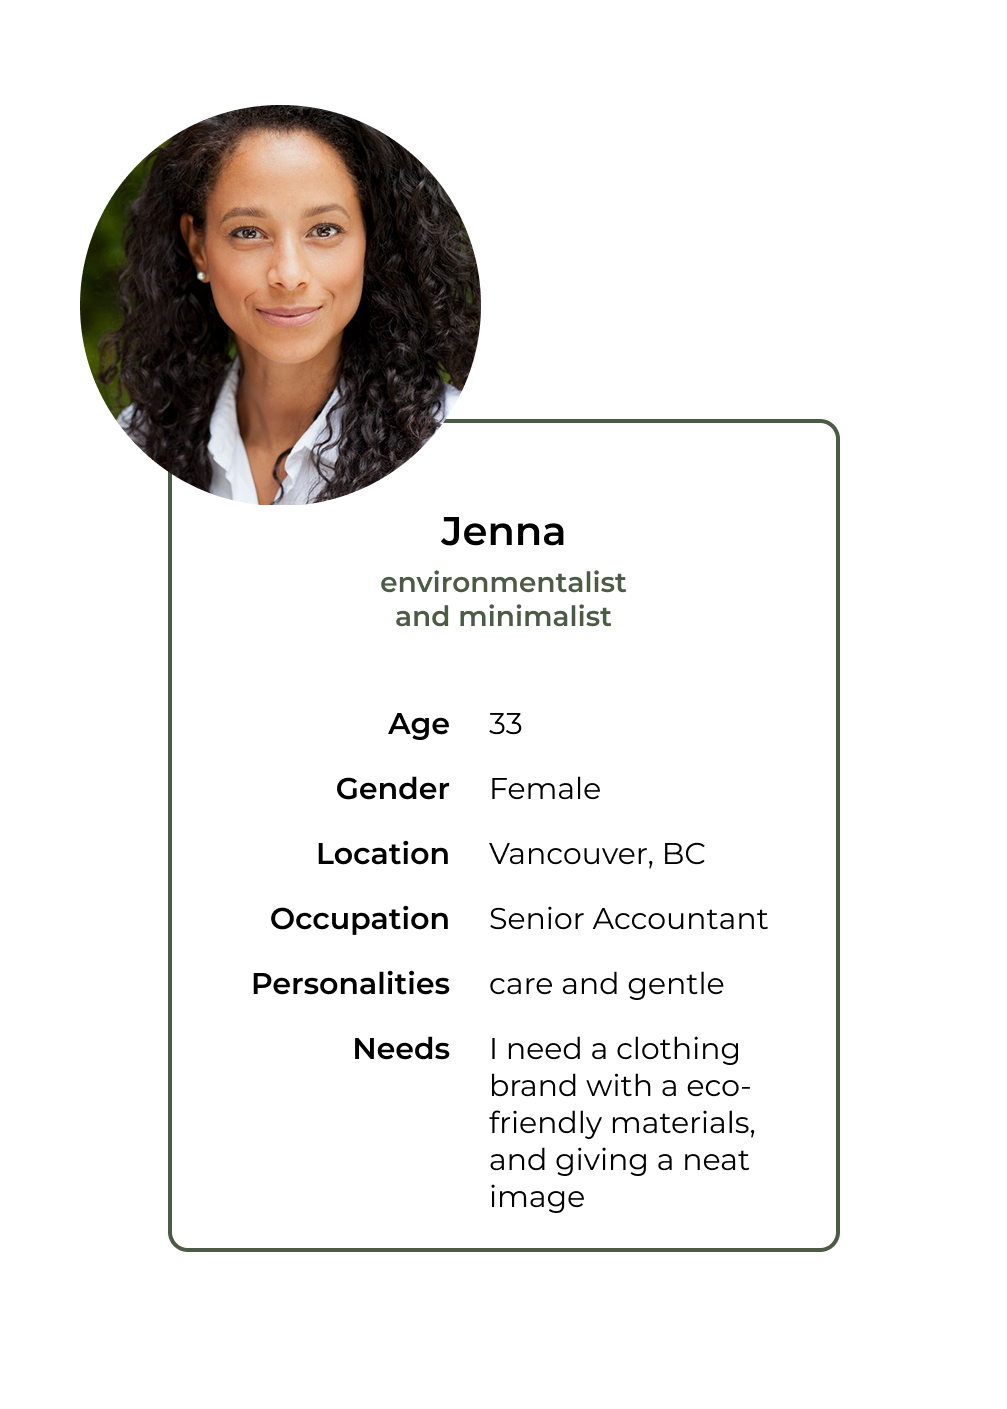 Jenna
environmentalist
and minimalist
Age 33
Gender Female
Location Vancouver, BC
Occupation Senior Accountant
Personalities care and gentle
Needs I need a clothing
brand with a eco-
friendly materials,
and giving a neat
image